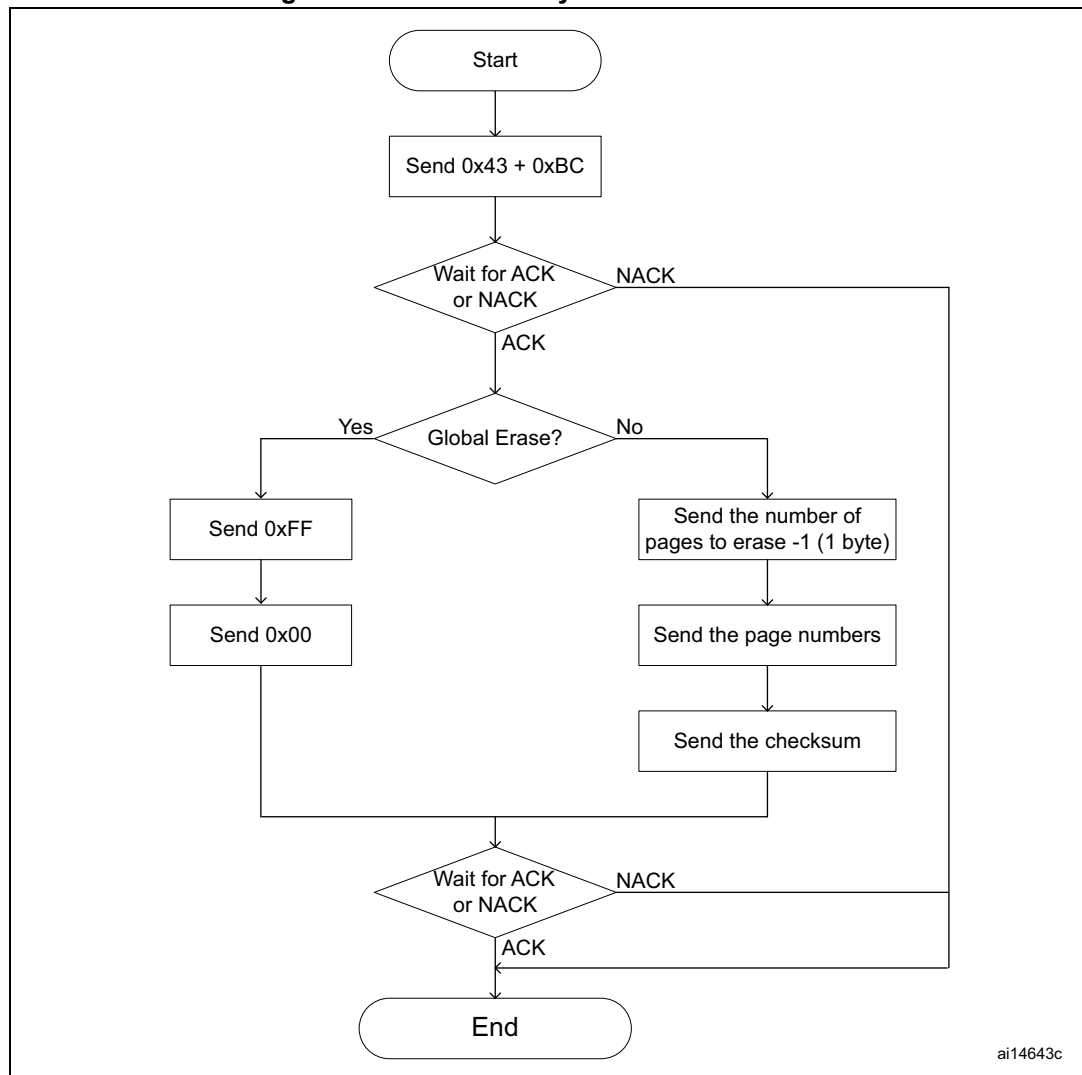 Start
Send 0x43 + 0xBC
Wait for ACK
or NACK
NACK
ACK
Yes
Global Erase?
No
Send 0xFF
Send the number of
pages to erase -1 (1 byte)
Send 0x00
Send the page numbers
Send the checksum
Wait for ACK
or NACK
NACK
ACK
End
ai14643c